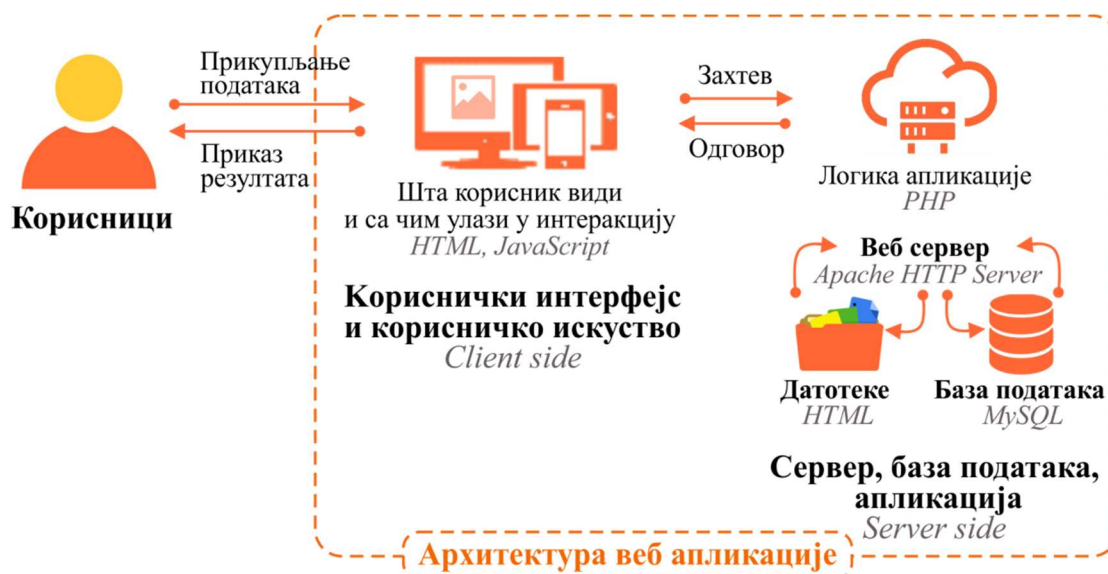 Прикупљање
података
Приказ
резултата
Корисници
Шта корисник види
и са чим улази у интеракцију
HTML, JavaScript
Кориснички интерфејс
и корисничко искуство
Client side
Захтев
Одговор
Логика апликације
PHP
Веб сервер
Apache HTTP Server
Датотеке
HTML
База података
MySQL
Сервер, база података,
апликација
Server side
Архитектура веб апликације